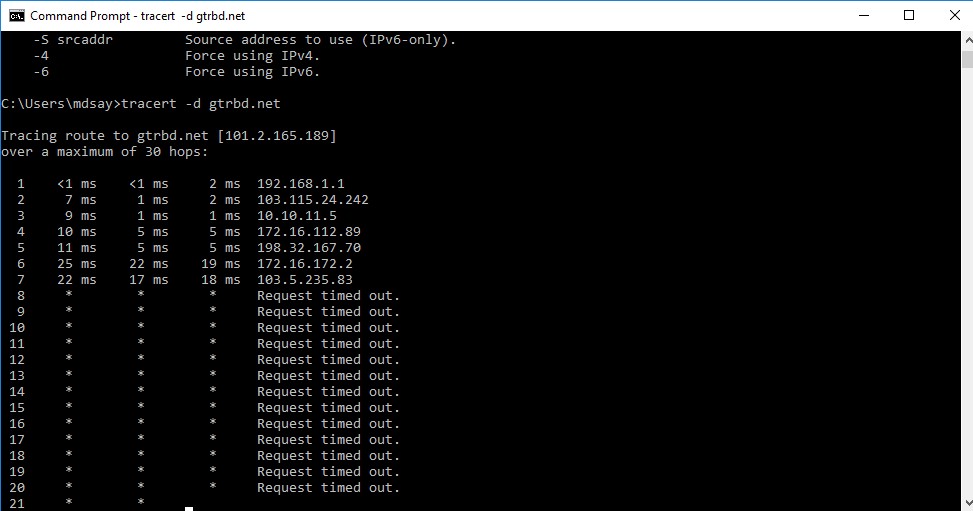 Command Prompt - tracert -d gtrbd.net
-S srcaddr Source address to use (IPv6-only).
-4 Force using IPv4.
-6 Force using IPv6.
C:\Users\mdsay>tracert -d gtrbd.net
Tracing route to gtrbd.net [101.2.165.189]
over a maximum of 30 hops:
1 <1 ms <1 ms 2 ms 192.168.1.1
2 7 ms 1 ms 2 ms 103.115.24.242
3 9 ms 1 ms 1 ms 10.10.11.5
4 10 ms 5 ms 5 ms 172.16.112.89
5 11 ms 5 ms 5 ms 198.32.167.70
6 25 ms 22 ms 19 ms 172.16.172.2
7 22 ms 17 ms 18 ms 103.5.235.83
8 * * * Request timed out.
9 * * * Request timed out.
10 * * * Request timed out.
11 * * * Request timed out.
12 * * * Request timed out.
13 * * * Request timed out.
14 * * * Request timed out.
15 * * * Request timed out.
16 * * * Request timed out.
17 * * * Request timed out.
18 * * * Request timed out.
19 * * * Request timed out.
20 * * * Request timed out.
21 * *